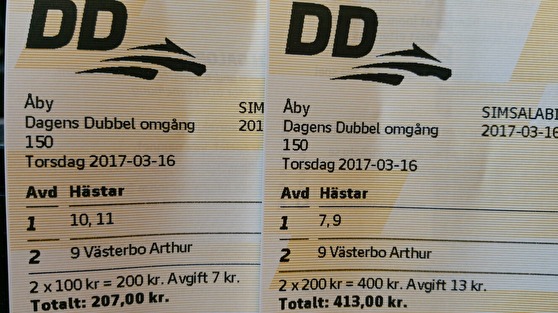 DD
Åby
SIM
Dagens Dubbel omgång
201
150
Torsdag 2017-03-16
Avd Hästar
1 10, 11
2 9 Västerbo Arthur
2 x 100 kr = 200 kr. Avgift 7 kr.
Totalt: 207,00 kr.
DD
Åby
SIMSALABI
Dagens Dubbel omgång
2017-03-16
150
Torsdag 2017-03-16
Avd Hästar
1 7,9
2 9 Västerbo Arthur
2 x 200 kr = 400 kr. Avgift 13 kr.
Totalt: 413,00 kr.